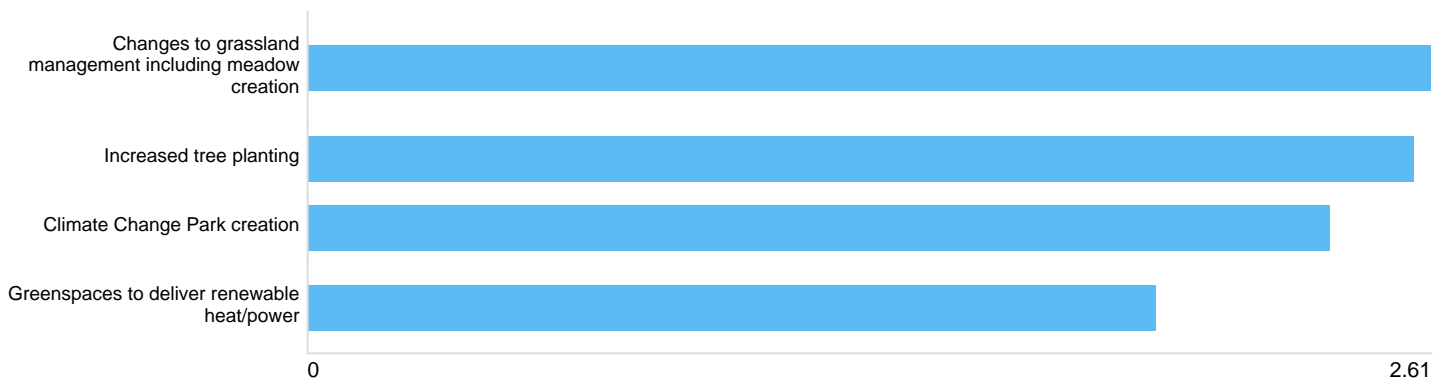 Changes to grassland
management including meadow
creation
Increased tree planting
Climate Change Park creation
Greenspaces to deliver renewable
heat/power
0
2.61